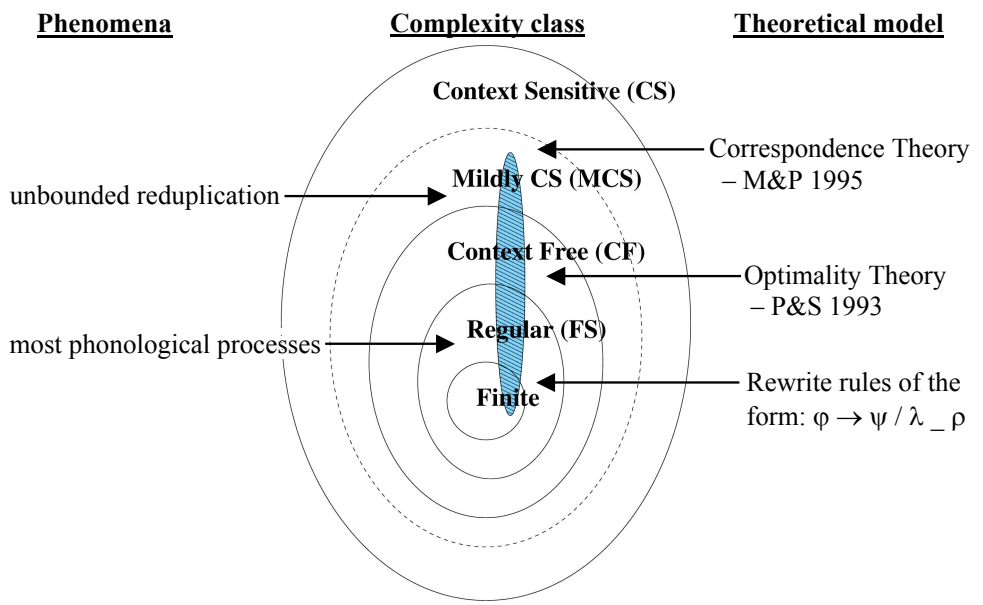 Phenomena
Complexity class
Theoretical model
Context Sensitive (CS)
Correspondence Theory
– M&P 1995
Mildly CS (MCS)
unbounded reduplication
Context Free (CF)
Optimality Theory
– P&S 1993
Regular (FS)
most phonological processes
Rewrite rules of the
form: φ → ψ / λ _ ρ
Finite